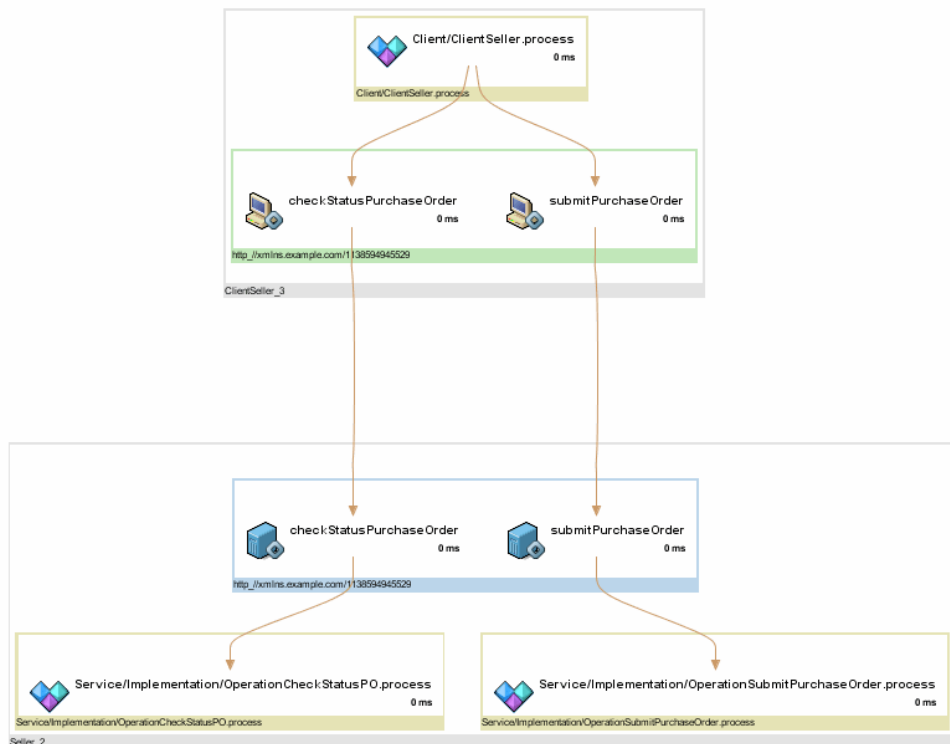 Client/ClientSeller.process
0 ms
Client/ClientSeller.process
checkStatusPurchaseOrder
0 ms
submitPurchaseOrder
0 ms
http_//xmlns.example.com/1138594945529
ClientSeller_3
checkStatusPurchaseOrder
0 ms
submitPurchaseOrder
0 ms
http_//xmlns.example.com/1138594945529
Service/Implementation/OperationCheckStatusPO.process
0 ms
Service/Implementation/OperationCheckStatusPO.process
Service/Implementation/OperationSubmitPurchaseOrder.process
0 ms
Service/Implementation/OperationSubmitPurchaseOrder.process
Seller_2